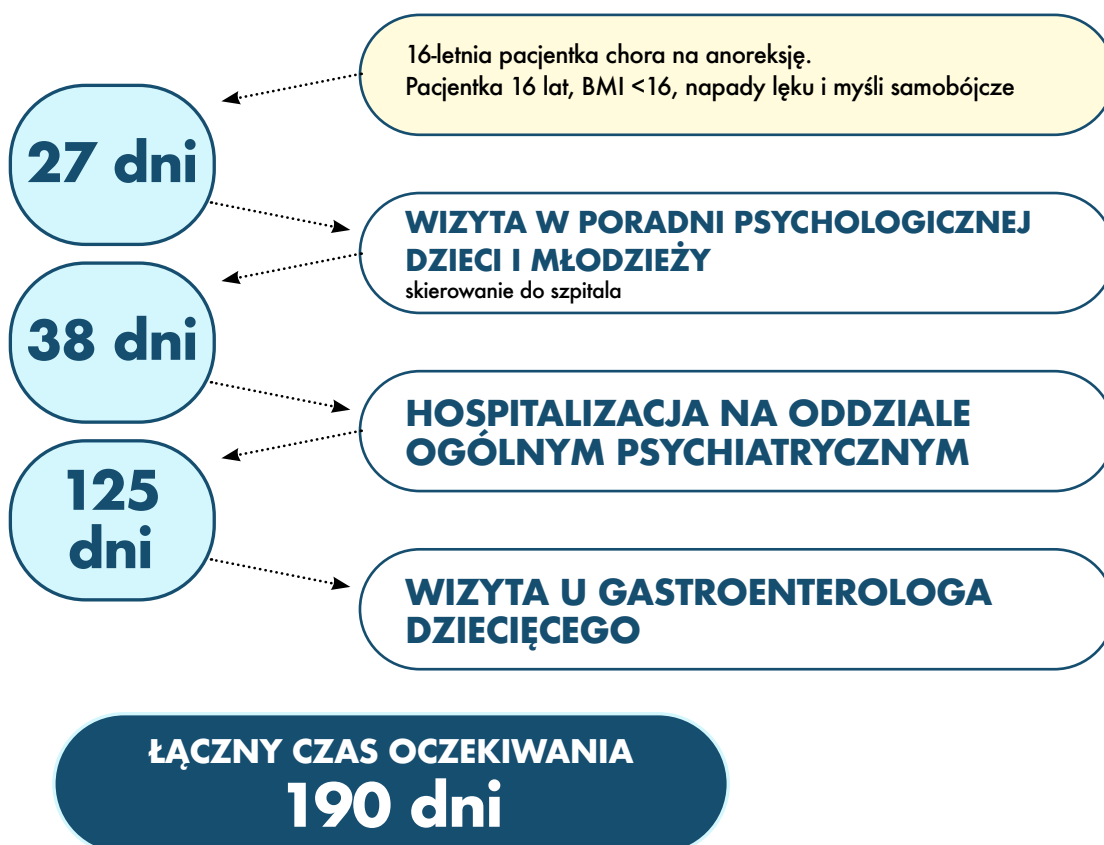 16-letnia pacjentka chora na anoreksję.
Pacjentka 16 lat, BMI <16, napady lęku i myśli samobójcze
27 dni
WIZYTA W PORADNI PSYCHOLOGICZNEJ
DZIECI I MŁODZIEŻY
skierowanie do szpitala
38 dni
HOSPITALIZACJA NA ODDZIALE
OGÓLNYM PSYCHIATRYCZNYM
125
dni
WIZYTA U GASTROENTEROLOGA
DZIECIĘCEGO
ŁĄCZNY CZAS OCZEKIWANIA
190 dni